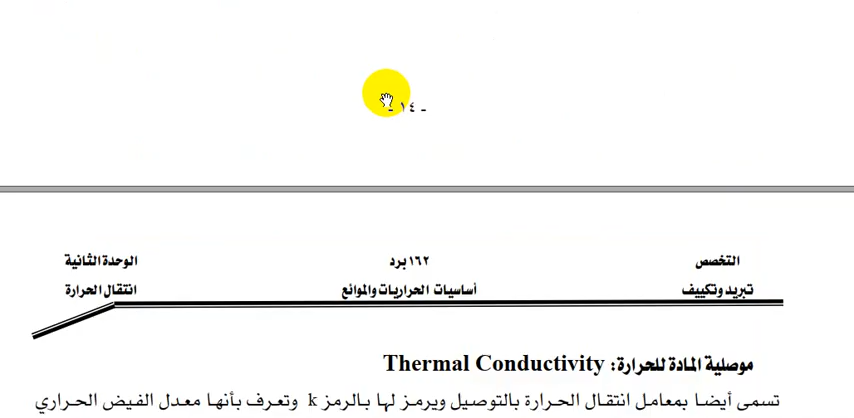 - ١٤ -
التخصص ١٦٢ برد الوحدة الثانية
تبريد وتكييف أساسيات الحراريات والموائع انتقال الحرارة
موصلية المادة للحرارة: Thermal Conductivity
تسمى أيضا بمعامل انتقال الحرارة بالتوصيل ويرمز لها بالرمز k وتعرف بأنها معدل الفيض الحراري